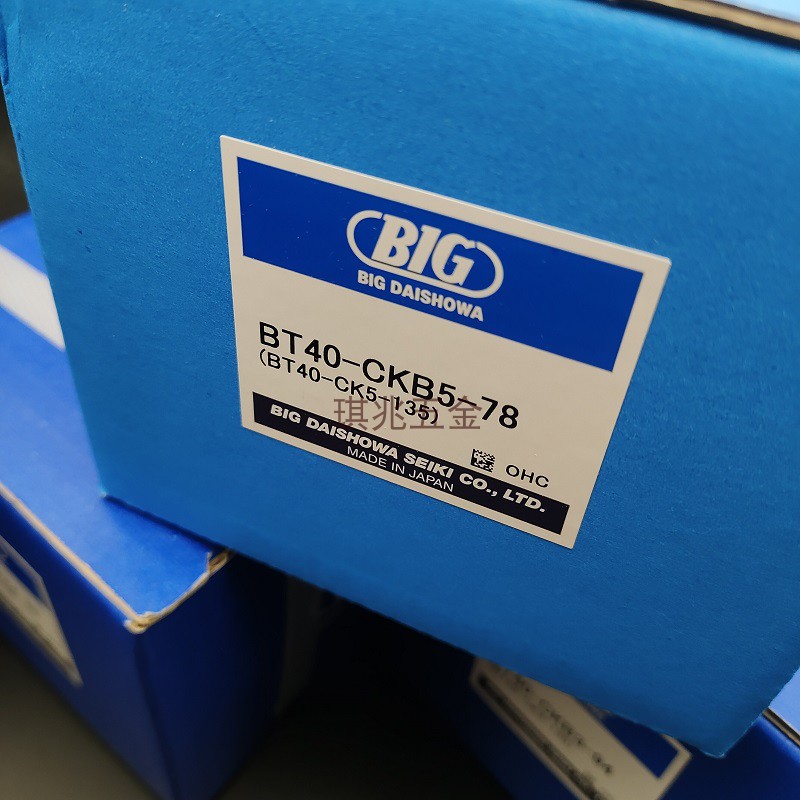 BIG
BIG DAISHOWA
BT40-CKB5-78
(BT40-CK5-135)
琪兆五金
OHC
BIG DAISHOWA SEIKI CO., LTD.
MADE IN JAPAN